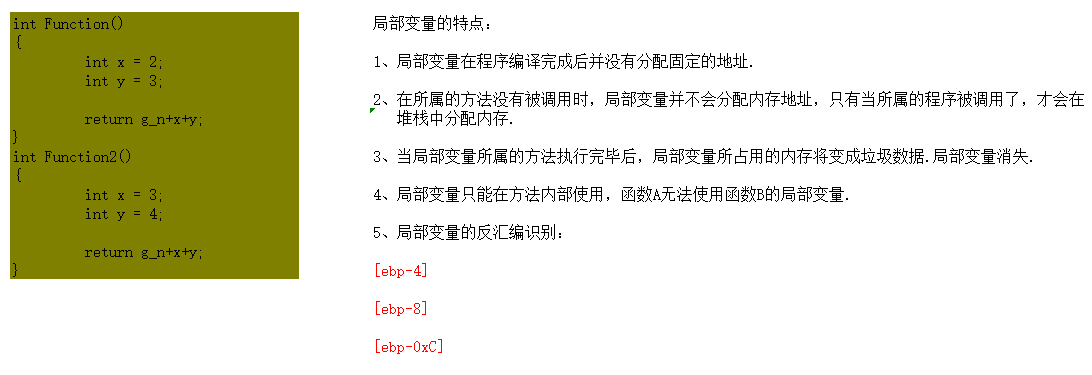 int Function()
{
int x = 2;
int y = 3;
return g_n+x+y;
}
int Function2()
{
int x = 3;
int y = 4;
return g_n+x+y;
}
局部变量的特点：
1、局部变量在程序编译完成后并没有分配固定的地址.
2、在所属的方法没有被调用时，局部变量并不会分配内存地址，只有当所属的程序被调用了，才会在
堆栈中分配内存.
3、当局部变量所属的方法执行完毕后，局部变量所占用的内存将变成垃圾数据.局部变量消失.
4、局部变量只能在方法内部使用，函数A无法使用函数B的局部变量.
5、局部变量的反汇编识别：
[ebp-4]
[ebp-8]
[ebp-0xC]